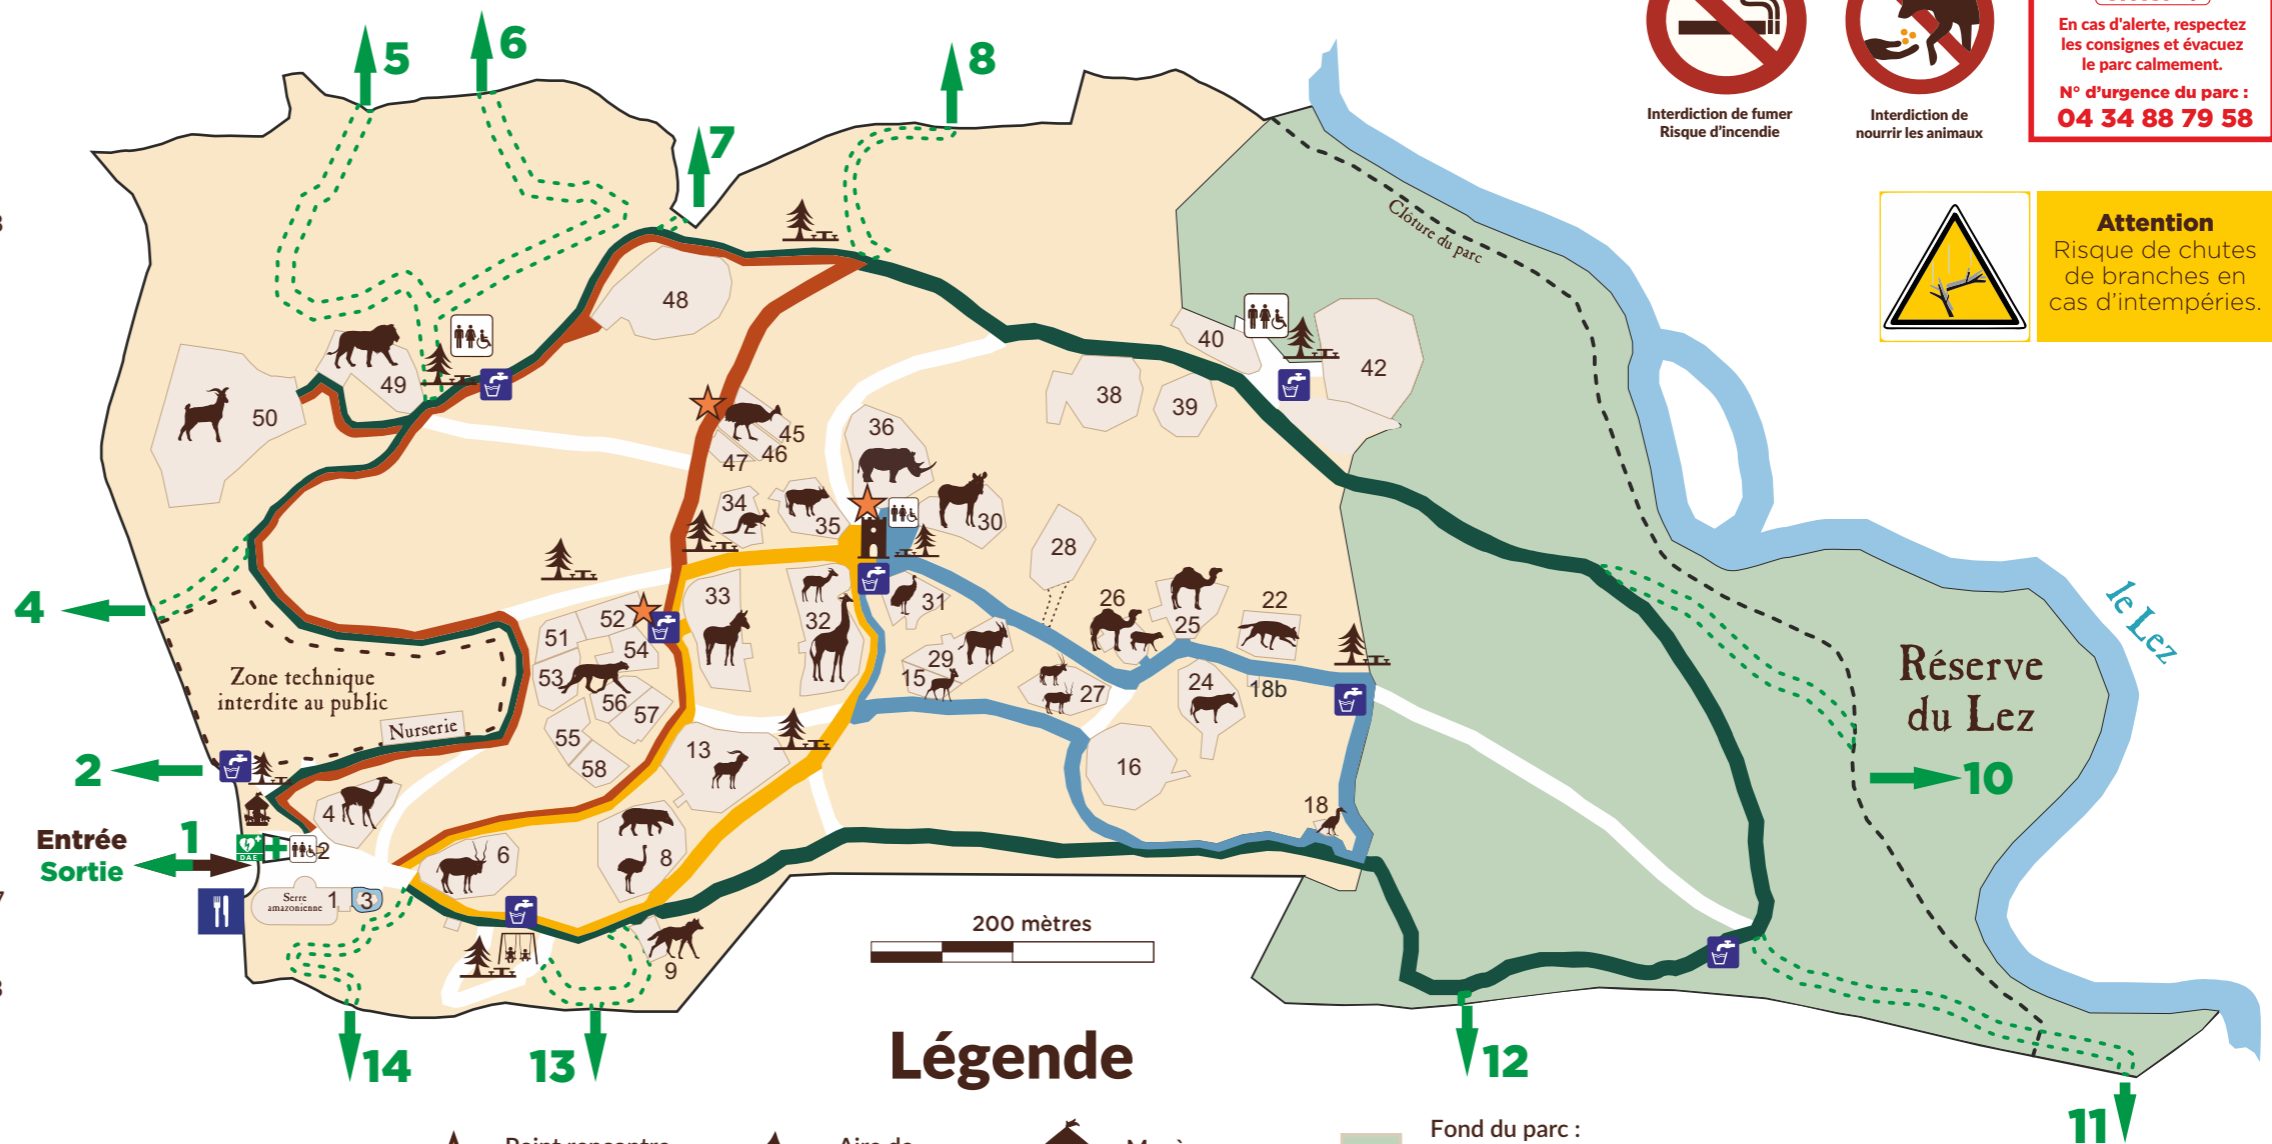 5
6
8
7
Interdiction de fumer
Risque d'incendie
Interdiction de
nourrir les animaux
En cas d'alerte, respectez
les consignes et évacuez
le parc calmement.
N° d'urgence du parc :
04 34 88 79 58
Attention
Risque de chutes
de branches en
cas d'intempéries.
Clôture du parc
48
49
50
40
42
38
39
36
45
46
47
34
35
30
28
33
32
31
26
25
22
52
51
54
53
56
57
55
58
29
15
27
24
18b
13
16
18
4
Zone technique
interdite au public
Nurserie
2
4
Entrée
Sortie
1
DAE
2
6
8
Serre
amazonienne
1
3
9
200 mètres
Réserve
du Lez
le Lez
10
14
13
12
11
Légende
Point rencontre
Aire de
Fond du parc :